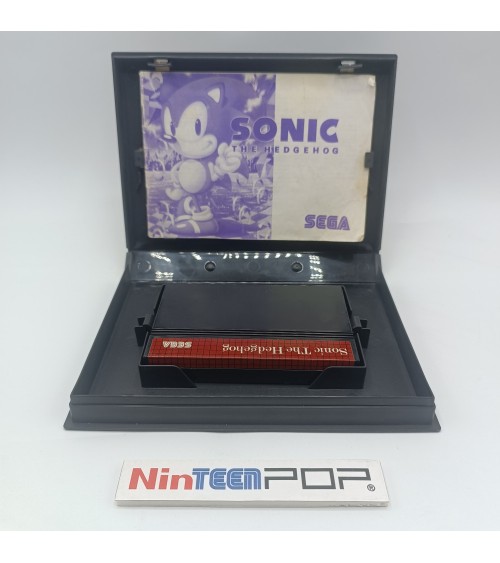 SONIC
THE HEDGEHOG
SEGA
Sonic The Hedgehog
SEGA
NinTEENPOP®